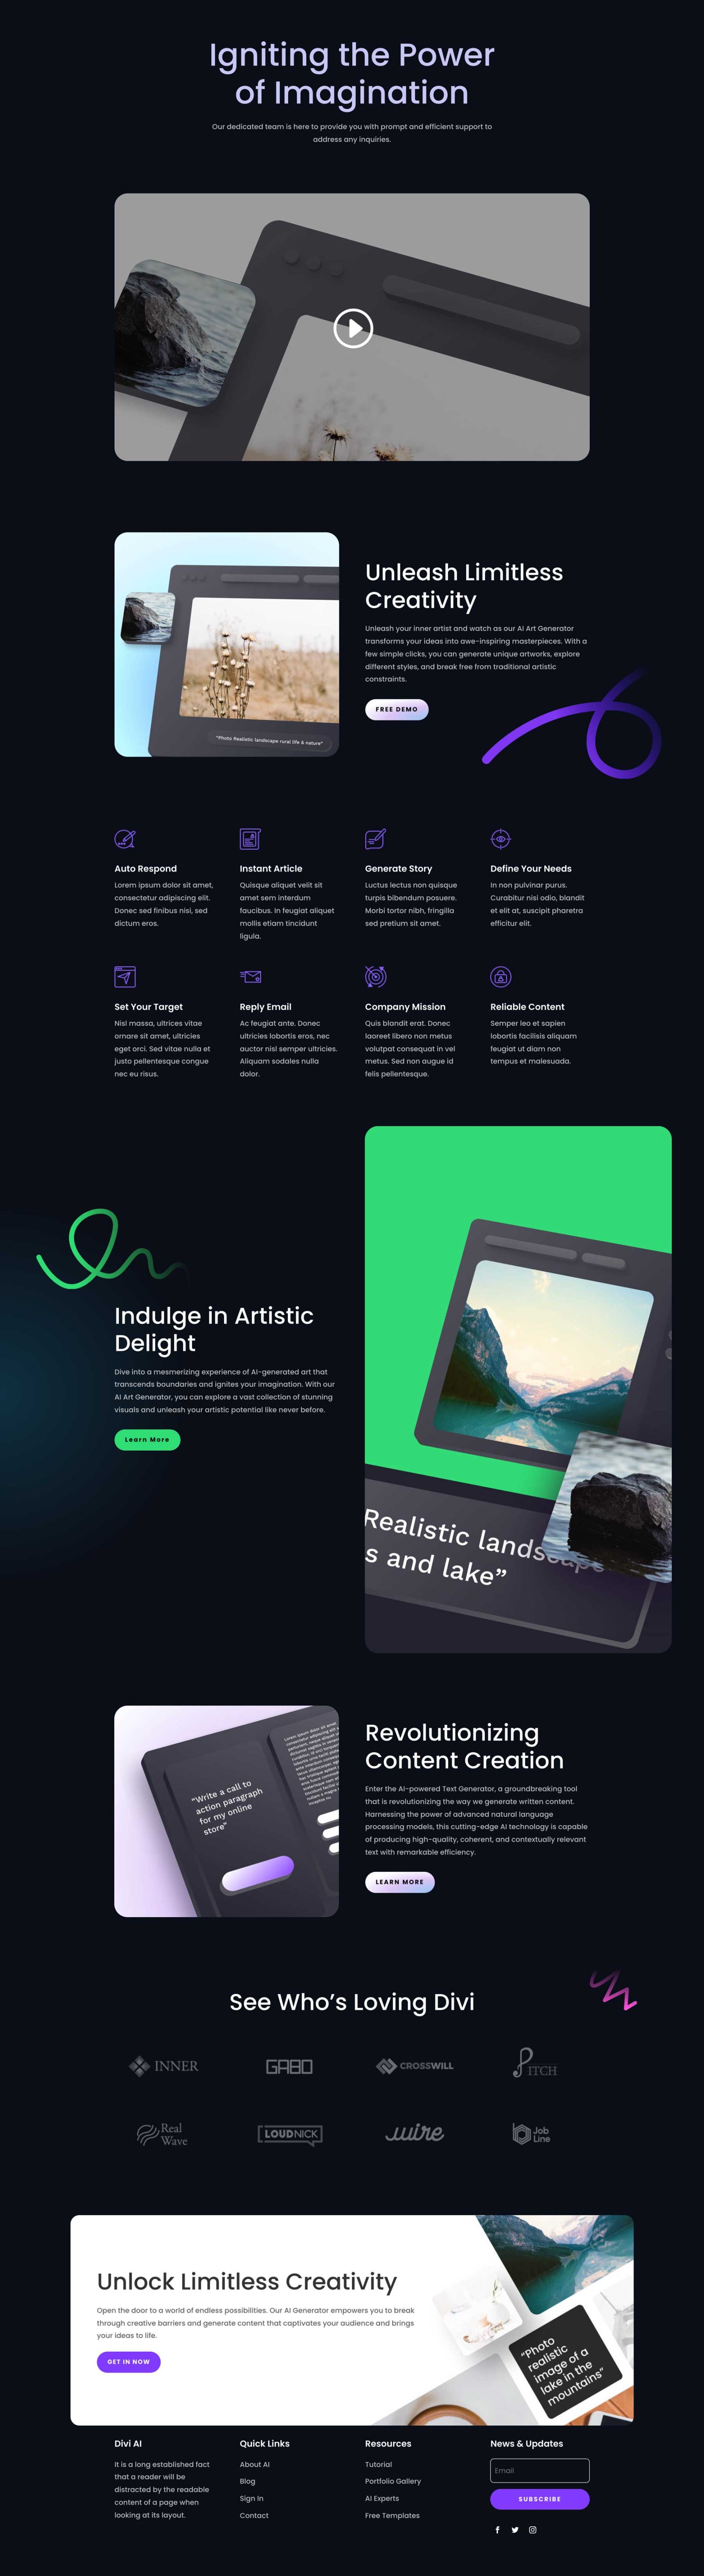 Igniting the Power
of Imagination
Our dedicated team is here to provide you with prompt and efficient support to
address any inquiries.
"Photo Realistic landscape rural life & nature"
Unleash Limitless
Creativity
Unleash your inner artist and watch as our AI Art Generator
transforms your ideas into awe-inspiring masterpieces. With a
few simple clicks, you can generate unique artworks, explore
different styles, and break free from traditional artistic
constraints.
FREE DEMO
Auto Respond
Lorem ipsum dolor sit amet,
consectetur adipiscing elit.
Donec sed finibus nisi, sed
dictum eros.
Instant Article
Quisque aliquet velit sit
amet sem interdum
faucibus. In feugiat aliquet
mollis etiam tincidunt
ligula.
Generate Story
Luctus lectus non quisque
turpis bibendum posuere.
Morbi tortor nibh, fringilla
sed pretium sit amet.
Define Your Needs
In non pulvinar purus.
Curabitur nisi odio, blandit
et elit at, suscipit pharetra
efficitur elit.
Set Your Target
Nisl massa, ultrices vitae
ornare sit amet, ultricies
eget orci. Sed vitae nulla et
justo pellentesque congue
nec eu risus.
Reply Email
Ac feugiat ante. Donec
ultricies lobortis eros, nec
auctor nisl semper ultricies.
Aliquam sodales nulla
dolor.
Company Mission
Quis blandit erat. Donec
laoreet libero non metus
volutpat consequat in vel
metus. Sed non augue id
felis pellentesque.
Reliable Content
Semper leo et sapien
lobortis facilisis aliquam
feugiat ut diam non
tempus et malesuada.
Indulge in Artistic
Delight
Dive into a mesmerizing experience of AI-generated art that
transcends boundaries and ignites your imagination. With our
AI Art Generator, you can explore a vast collection of stunning
visuals and unleash your artistic potential like never before.
Learn More
Realistic landscape
s and lake”
“Write a call to
action paragraph
for my online
store”
Revolutionizing
Content Creation
Enter the AI-powered Text Generator, a groundbreaking tool
that is revolutionizing the way we generate written content.
Harnessing the power of advanced natural language
processing models, this cutting-edge AI technology is capable
of producing high-quality, coherent, and contextually relevant
text with remarkable efficiency.
LEARN MORE
See Who’s Loving Divi
INNER
GABO
CROSSWILL
PITCH
Real
Wave
LOUDNICK
wire
Job
Line
Unlock Limitless Creativity
Open the door to a world of endless possibilities. Our AI Generator empowers you to break
through creative barriers and generate content that captivates your audience and brings
your ideas to life.
GET IN NOW
“Photo
realistic
image of a
lake in the
mountains”
Divi AI
It is a long established fact
that a reader will be
distracted by the readable
content of a page when
looking at its layout.
Quick Links
About AI
Blog
Sign In
Contact
Resources
Tutorial
Portfolio Gallery
AI Experts
Free Templates
News & Updates
Email
SUBSCRIBE